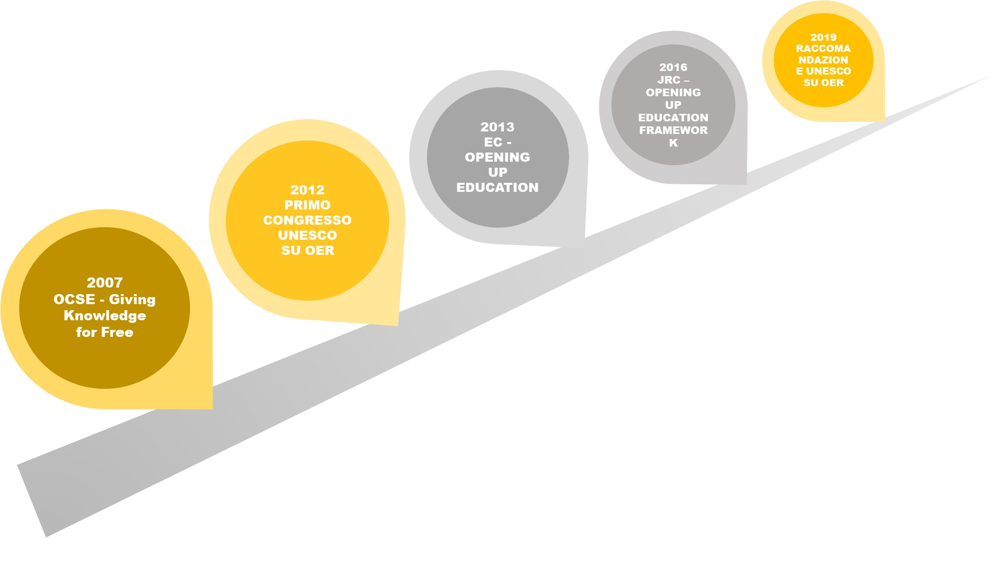 2007
OCSE - Giving
Knowledge
for Free
2012
PRIMO
CONGRESSO
UNESCO
SU OER
2013
EC -
OPENING
UP
EDUCATION
2016
JRC –
OPENING
UP
EDUCATION
FRAMEWOR
K
2019
RACCOMA
NDAZION
E UNESCO
SU OER